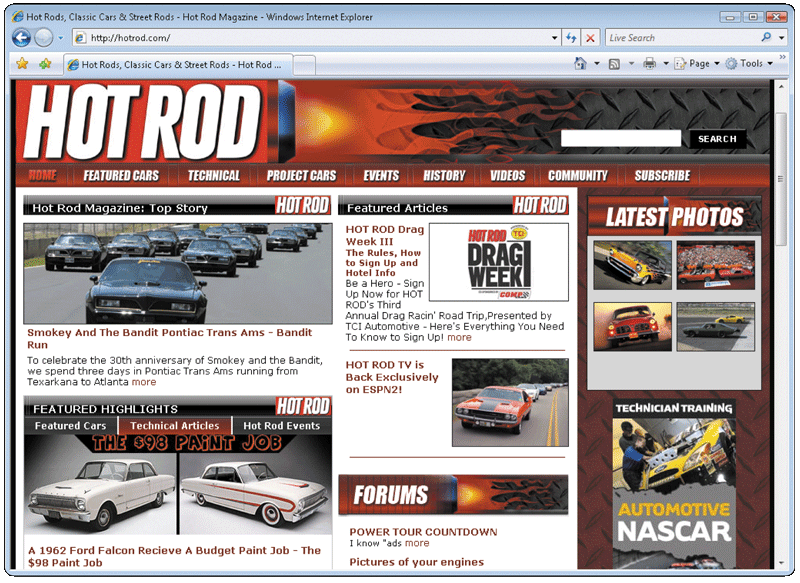 Hot Rods, Classic Cars & Street Rods - Hot Rod Magazine - Windows Internet Explorer
http://hotrod.com/
Live Search
Hot Rods, Classic Cars & Street Rods - Hot Rod ...
Page
Tools
HOT ROD
SEARCH
HOME
FEATURED CARS
TECHNICAL
PROJECT CARS
EVENTS
HISTORY
VIDEOS
COMMUNITY
SUBSCRIBE
Hot Rod Magazine: Top Story
HOT ROD
Smokey And The Bandit Pontiac Trans Ams - Bandit
Run
To celebrate the 30th anniversary of Smokey and the Bandit,
we spend three days in Pontiac Trans Ams running from
Texarkana to Atlanta more
FEATURED HIGHLIGHTS
HOT ROD
Featured Cars
Technical Articles
Hot Rod Events
THE $98 PAINT JOB
A 1962 Ford Falcon Recieve A Budget Paint Job - The
$98 Paint Job
Featured Articles
HOT ROD
HOT ROD Drag
Week III
The Rules, How
to Sign Up and
Hotel Info
Be a Hero - Sign
Up Now for HOT
ROD's Third
Annual Drag Racin' Road Trip,Presented by
TCI Automotive - Here's Everything You Need
To Know to Sign Up! more
HOT ROD
DRAG
WEEK!
COMP
HOT ROD TV is
Back Exclusively
on ESPN2!
FORUMS
POWER TOUR COUNTDOWN
I know "ads more
Pictures of your engines
LATEST PHOTOS
TECHNICIAN TRAINING
AUTOMOTIVE
NASCAR